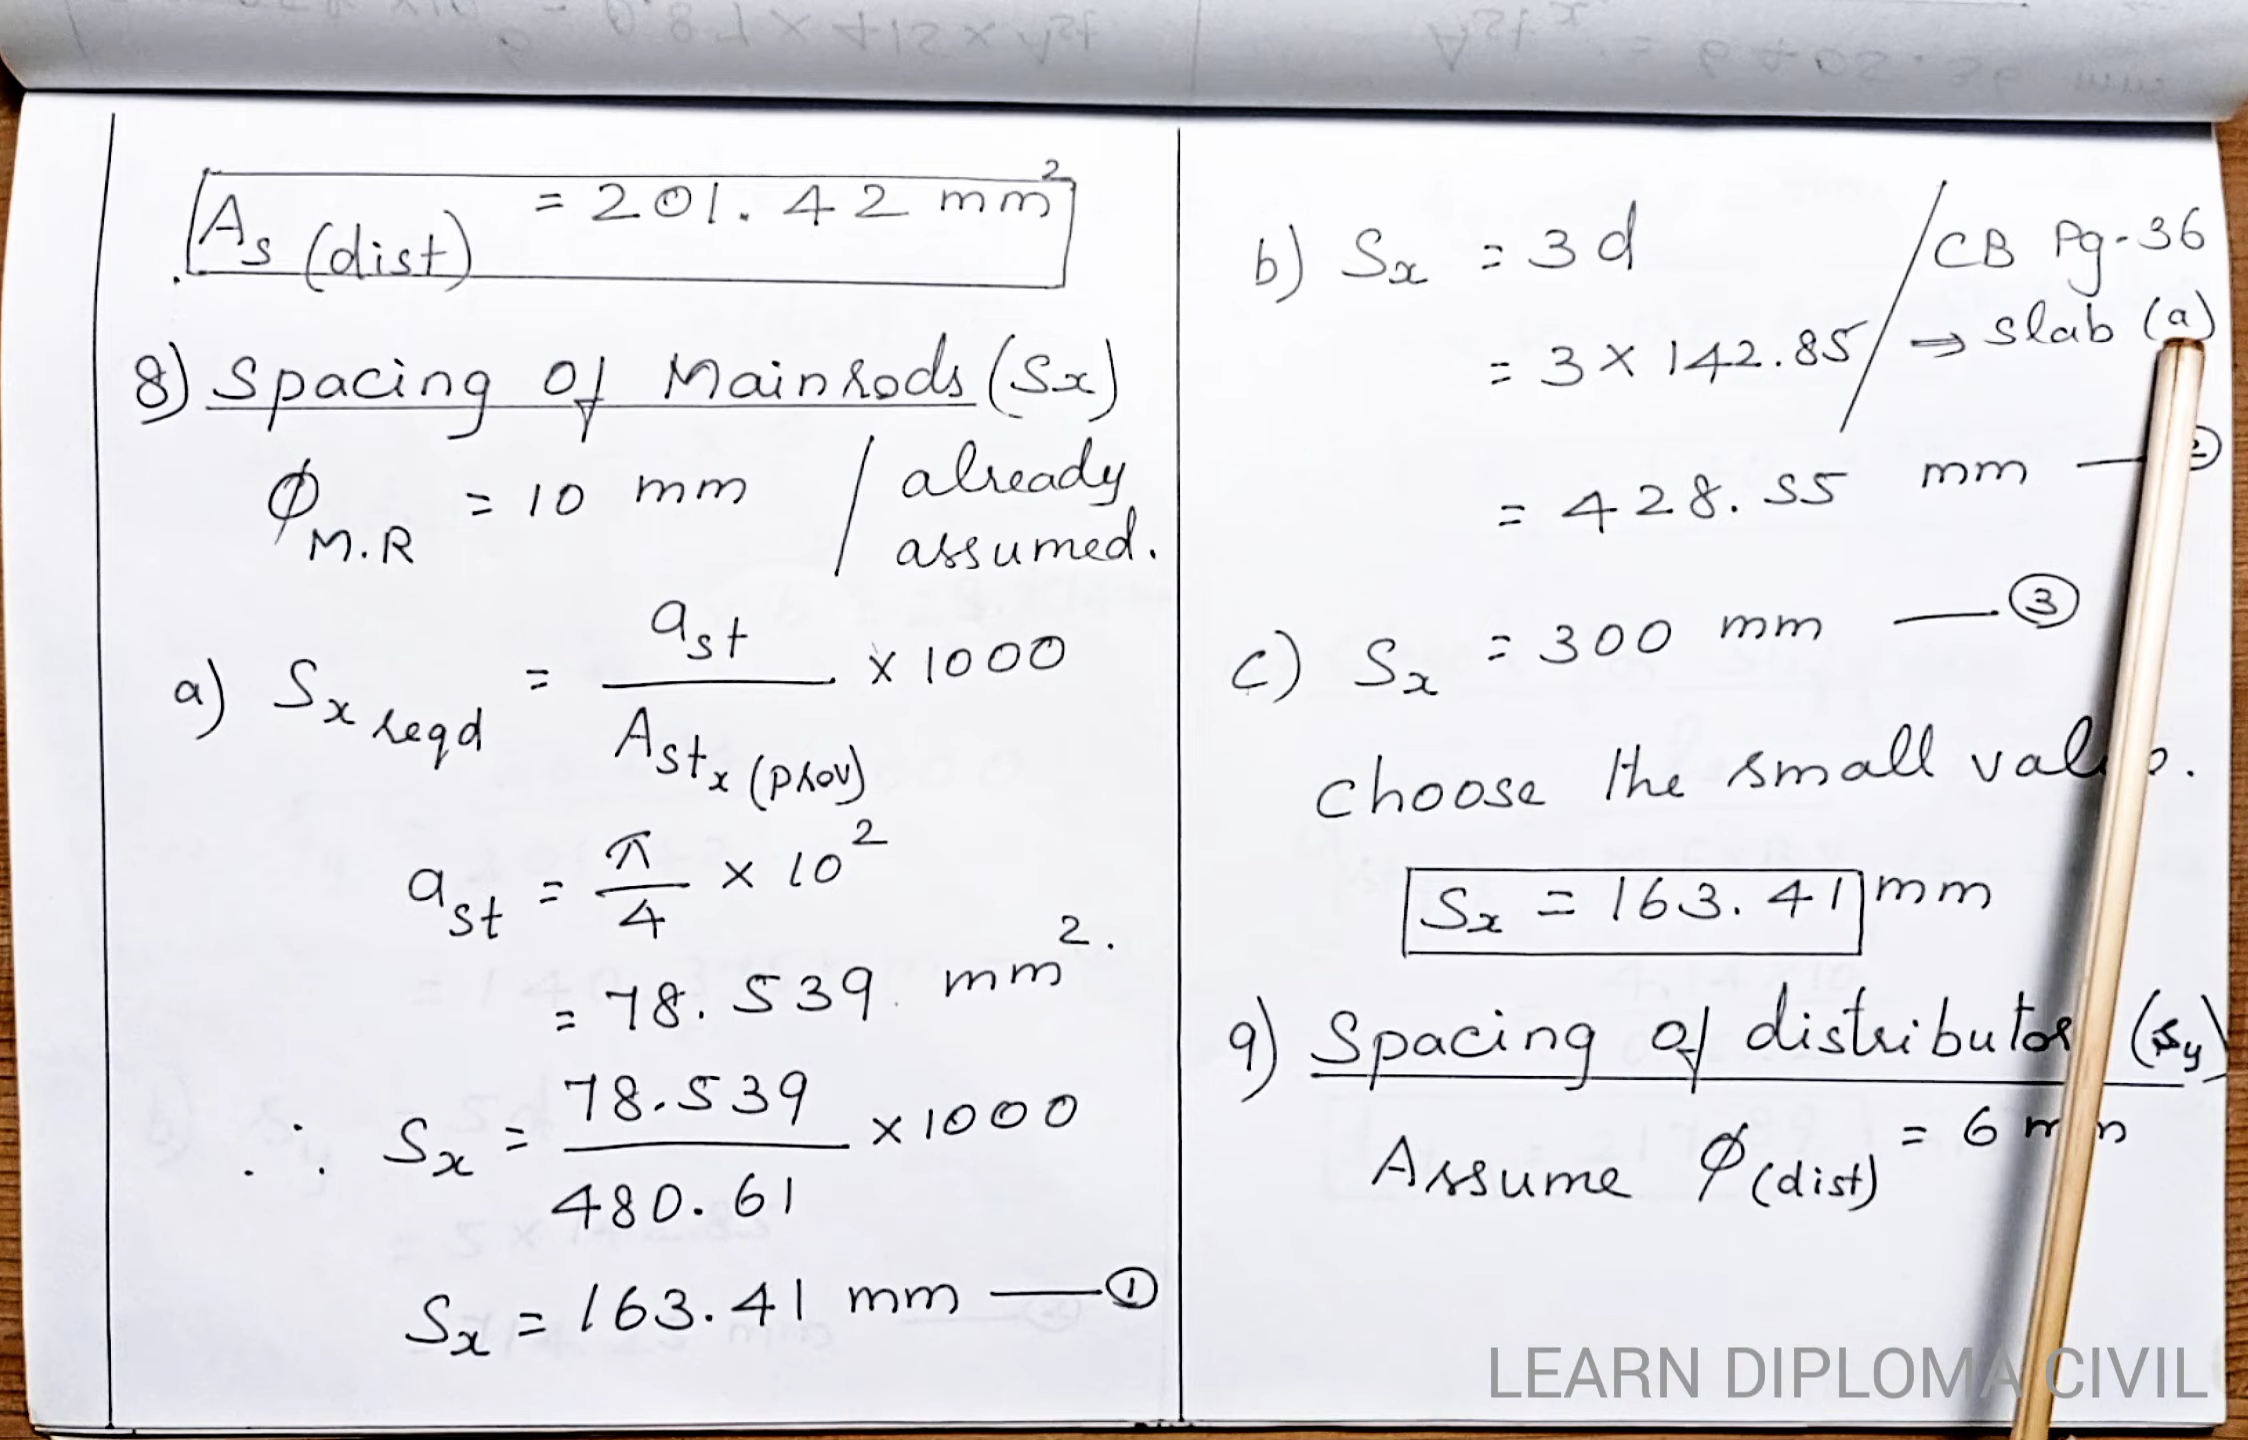 As (dist) = 201.42 mm²
8) Spacing of Mainrods (Sx)
ϕ M.R = 10 mm / already assumed.
a) Sx reqd = ast / Astx (prov) × 1000
ast = π/4 × 10²
= 78.539 mm².
∴ Sx = 78.539 / 480.61 × 1000
Sx = 163.41 mm — ①
b) Sx = 3d / CB Pg-36
= 3 × 142.85 / ⇒ slab (a)
= 428.55 mm — ②
c) Sx = 300 mm — ③
choose the small
Sx = 163.41 mm
9) Spacing of distributor (Sy)
Assume ϕ(dist) = 6 mm
LEARN DIPLOMA CIVIL